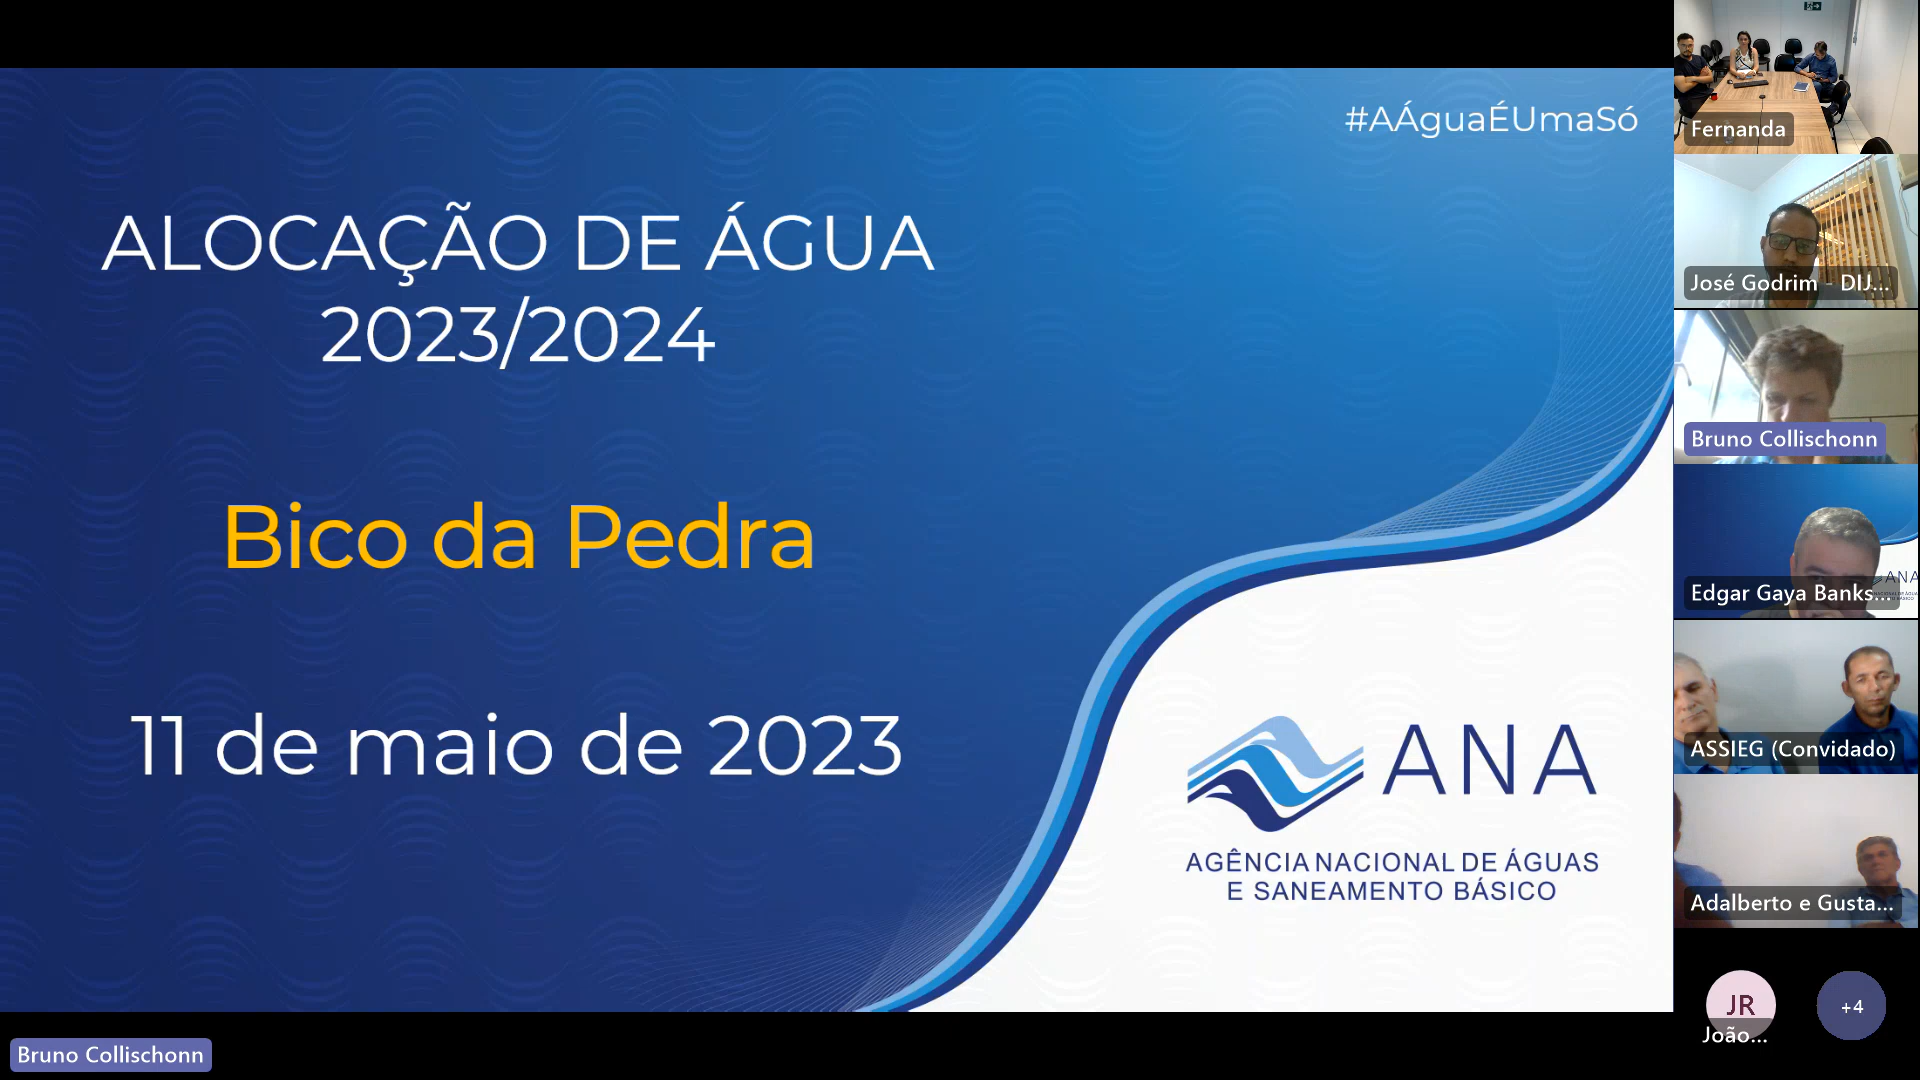 #AÁguaÉUmaSó
ALOCAÇÃO DE ÁGUA
2023/2024
Bico da Pedra
11 de maio de 2023
ANA
AGÊNCIA NACIONAL DE ÁGUAS
E SANEAMENTO BÁSICO
Bruno Collischonn
Fernanda
José Godrim - DIJ...
Bruno Collischonn
Edgar Gaya Banks...
ANA
ASSIEG (Convidado)
Adalberto e Gusta...
JR
João...
+4